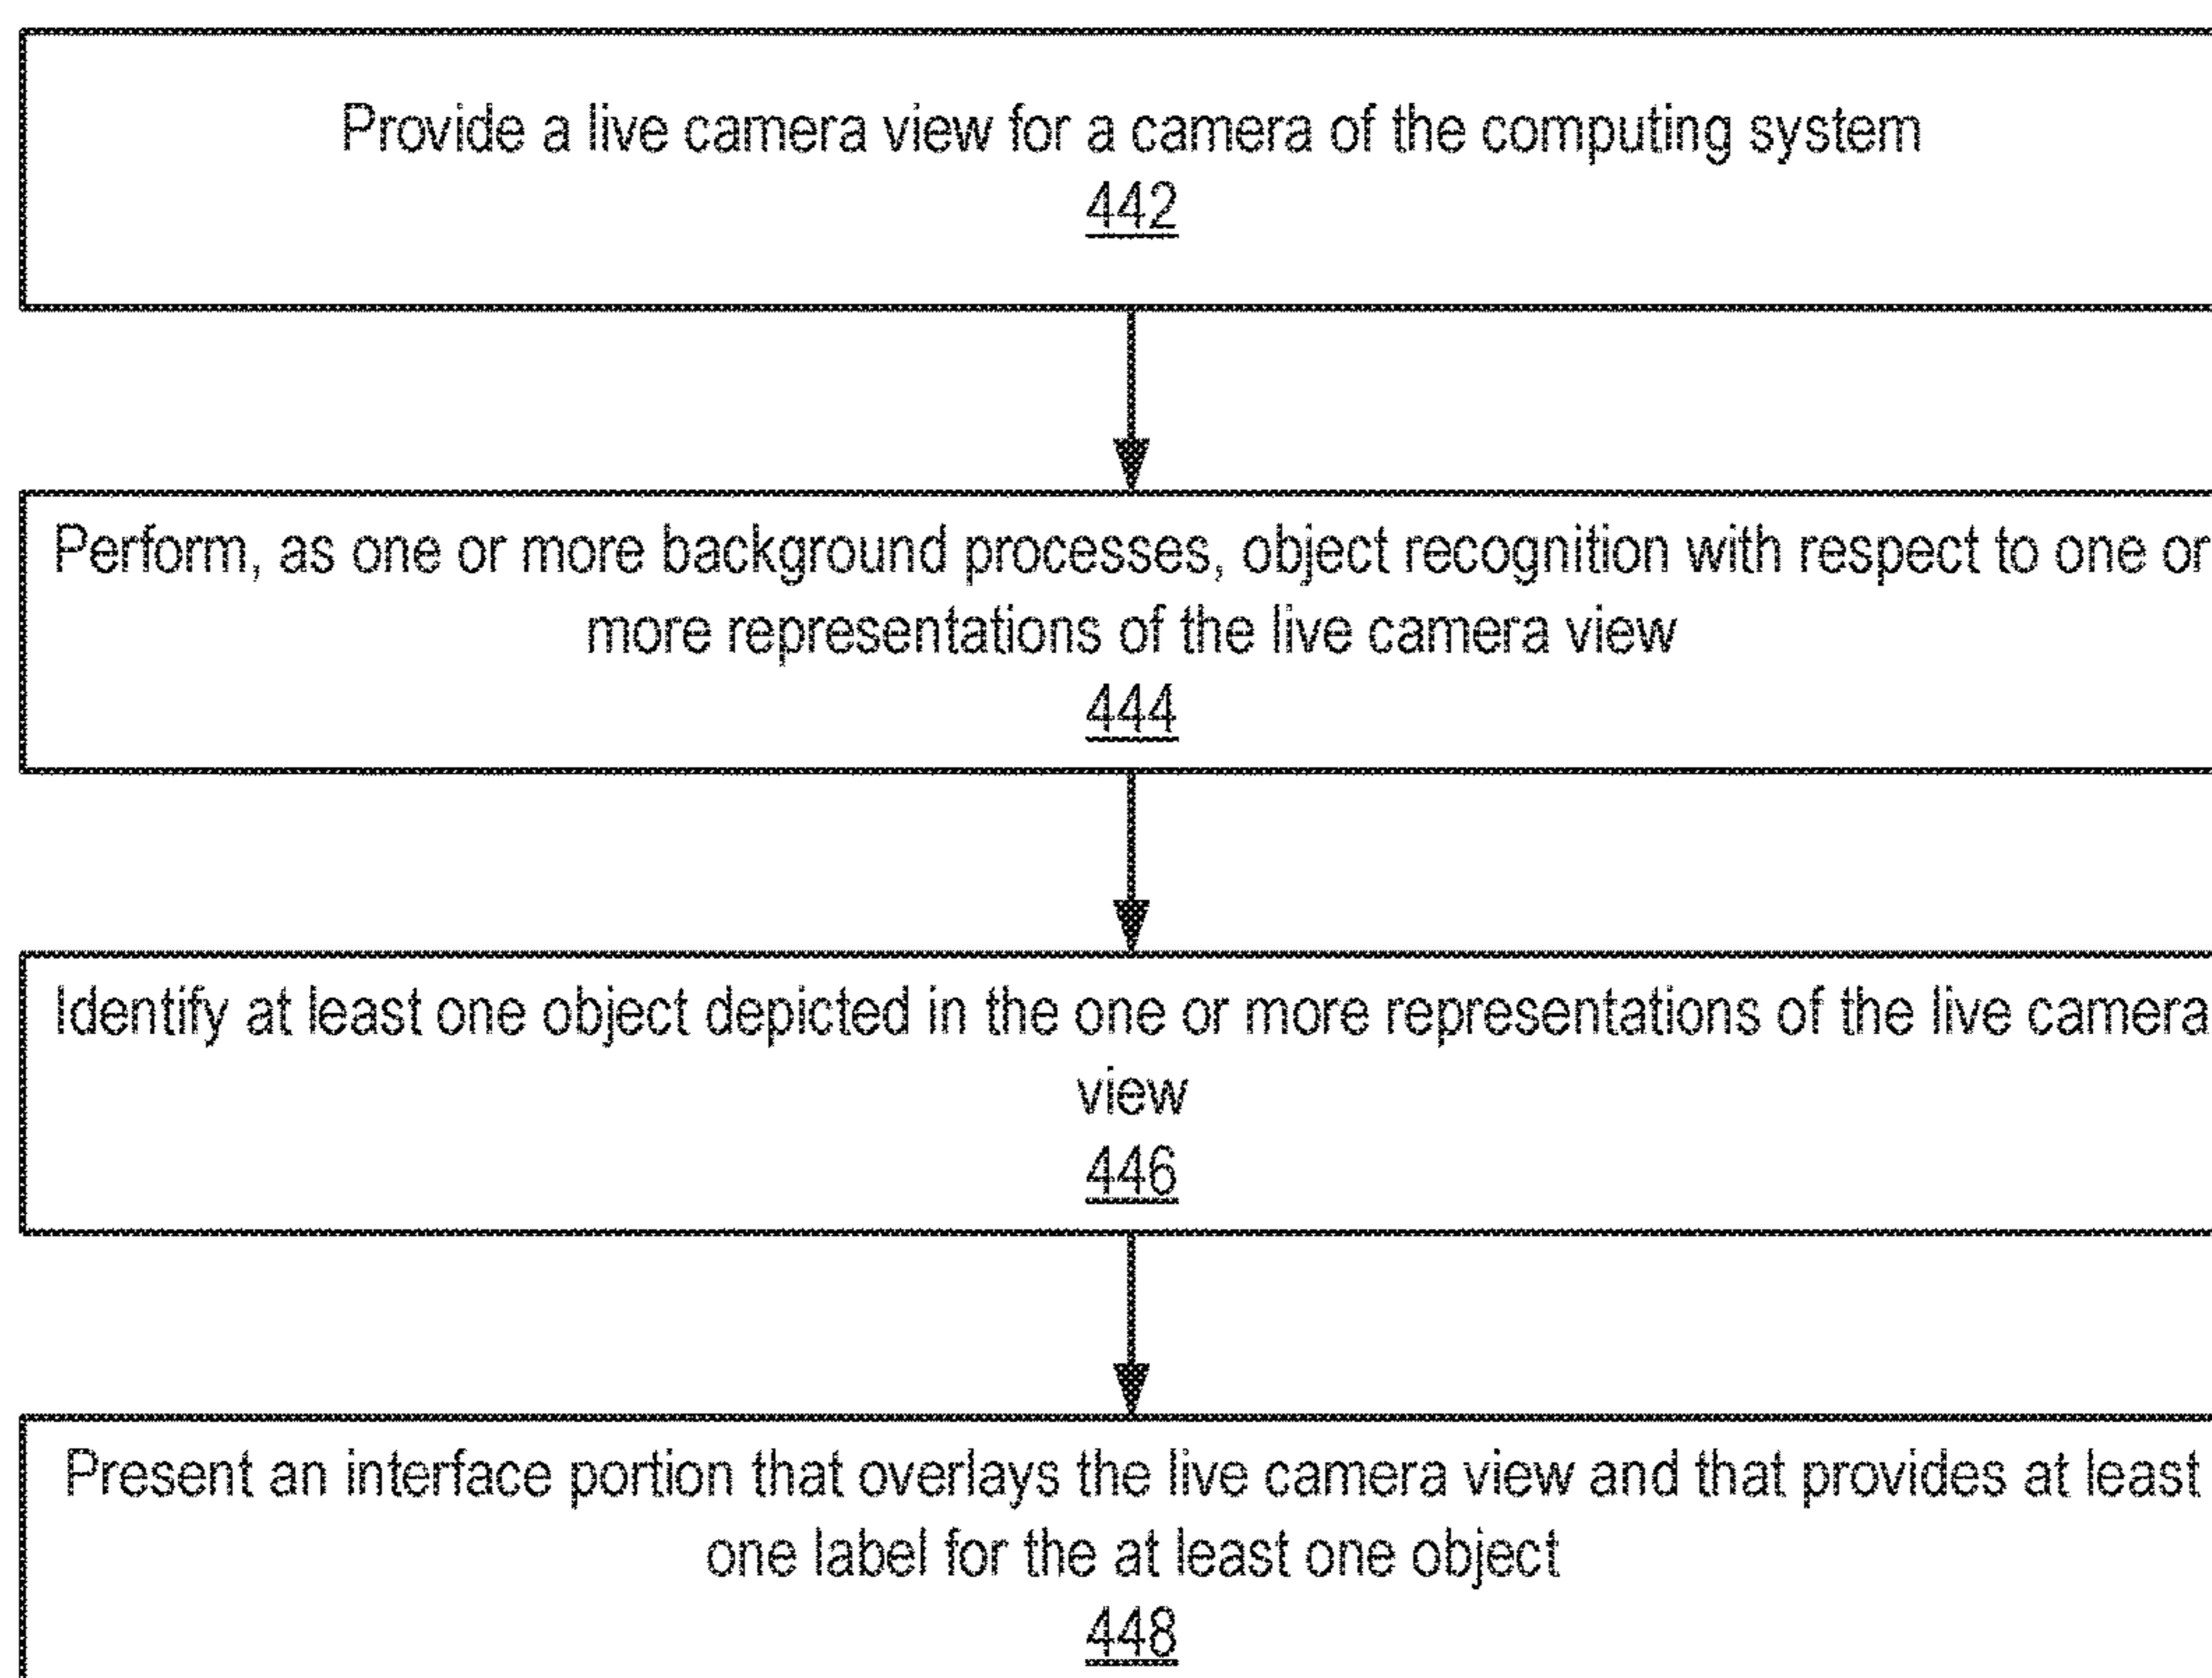 Provide a live camera view for a camera of the computing system
442
Perform, as one or more background processes, object recognition with respect to one or
more representations of the live camera view
444
Identify at least one object depicted in the one or more representations of the live camera
view
446
Present an interface portion that overlays the live camera view and that provides at least
one label for the at least one object
448